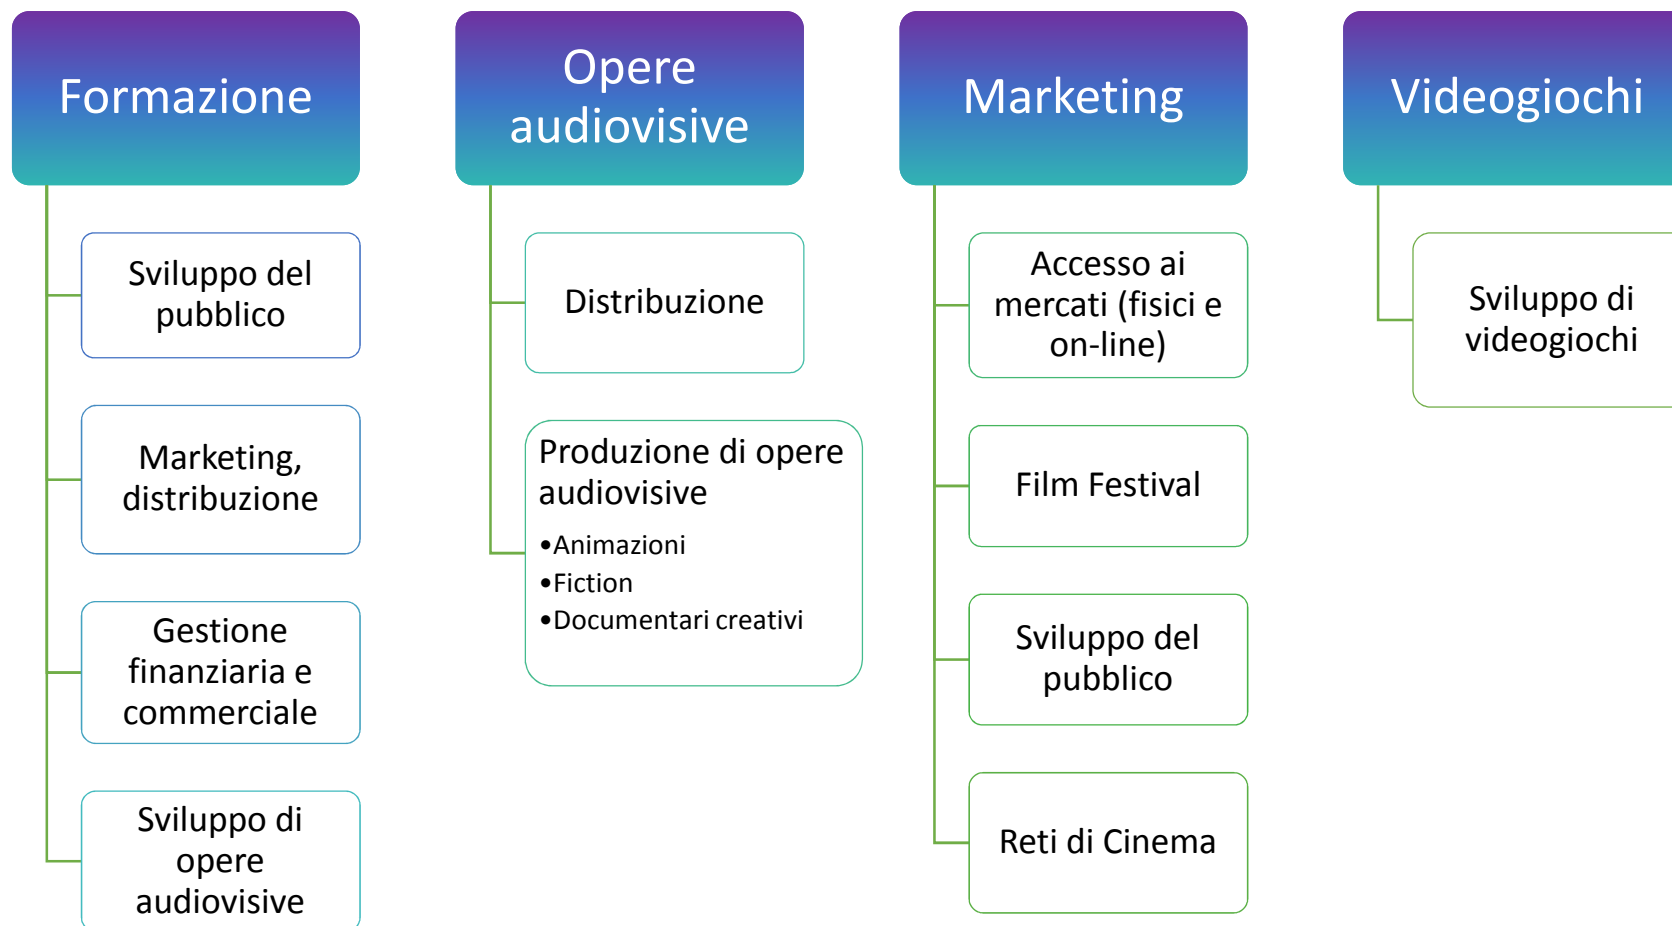 Formazione
Sviluppo del
pubblico
Marketing,
distribuzione
Gestione
finanziaria e
commerciale
Sviluppo di
opere
audiovisive
Opere
audiovisive
Distribuzione
Produzione di opere
audiovisive
•Animazioni
•Fiction
•Documentari creativi
Marketing
Accesso ai
mercati (fisici e
on-line)
Film Festival
Sviluppo del
pubblico
Reti di Cinema
Videogiochi
Sviluppo di
videogiochi